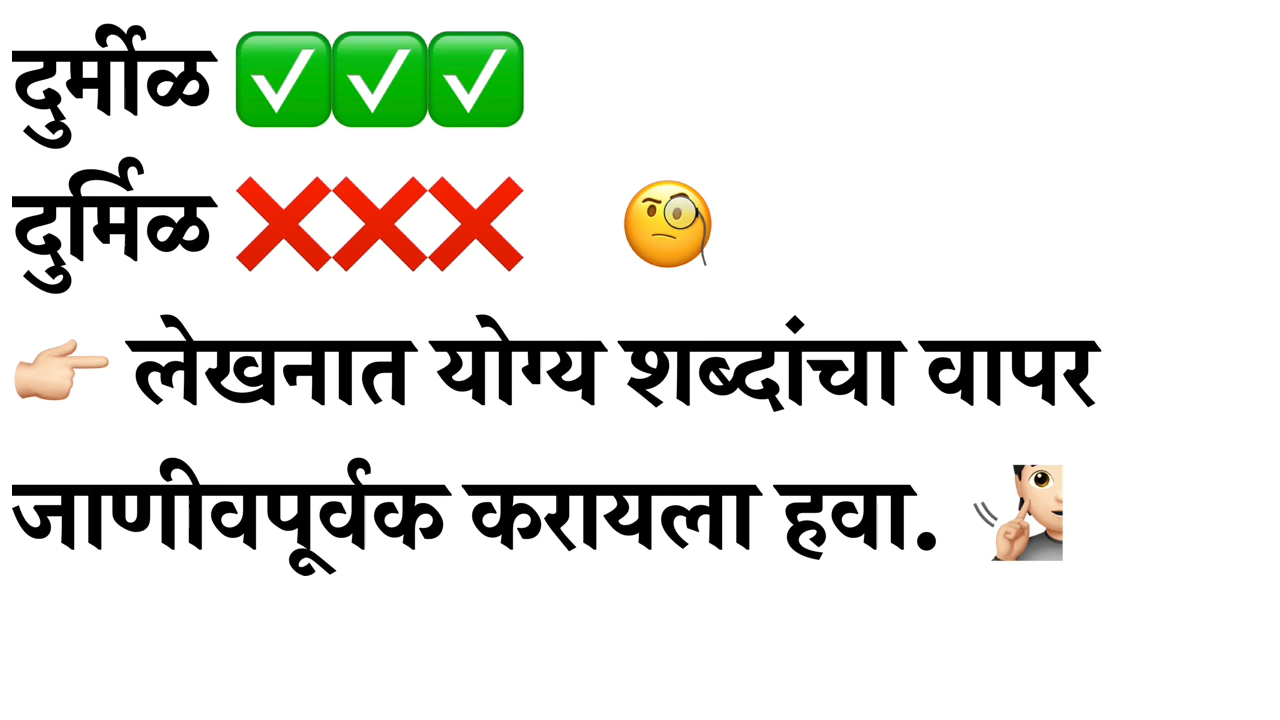 दुर्मीळ ✅✅✅
दुर्मिळ ❌❌❌ 🧐
👉🏻 लेखनात योग्य शब्दांचा वापर
जाणीवपूर्वक करायला हवा. 🧏🏻